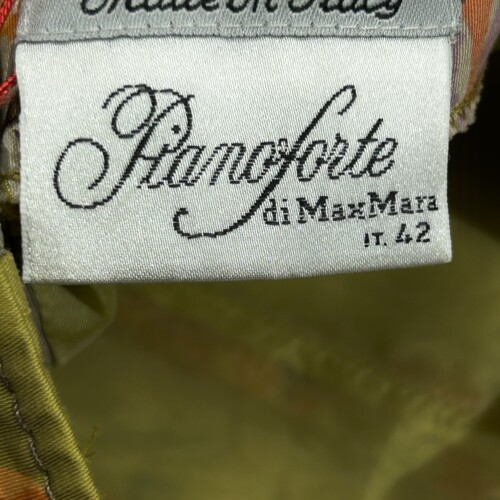 Made in Italy
Pianoforte
di MaxMara
IT. 42